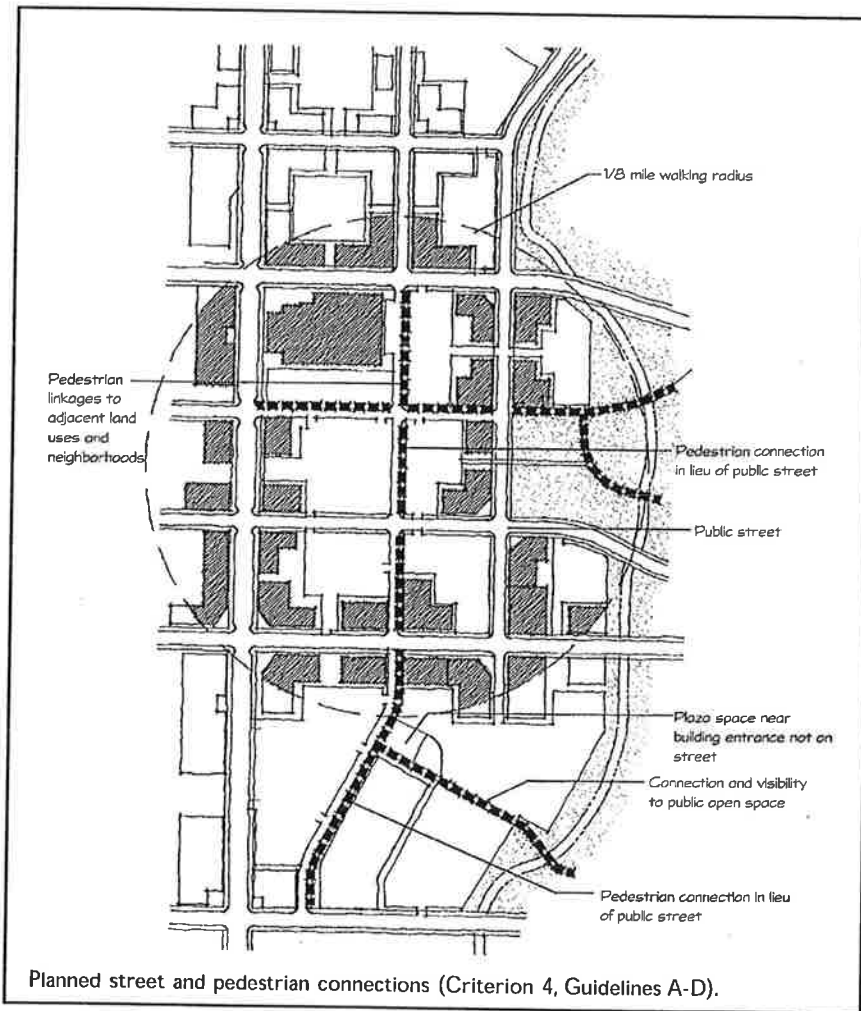 1/8 mile walking radius
Pedestrian
linkages to
adjacent land
uses and
neighborhoods
Pedestrian connection
in lieu of public street
Public street
Plaza space near
building entrance not on
street
Connection and visibility
to public open space
Pedestrian connection in lieu
of public street
Planned street and pedestrian connections (Criterion 4, Guidelines A-D).